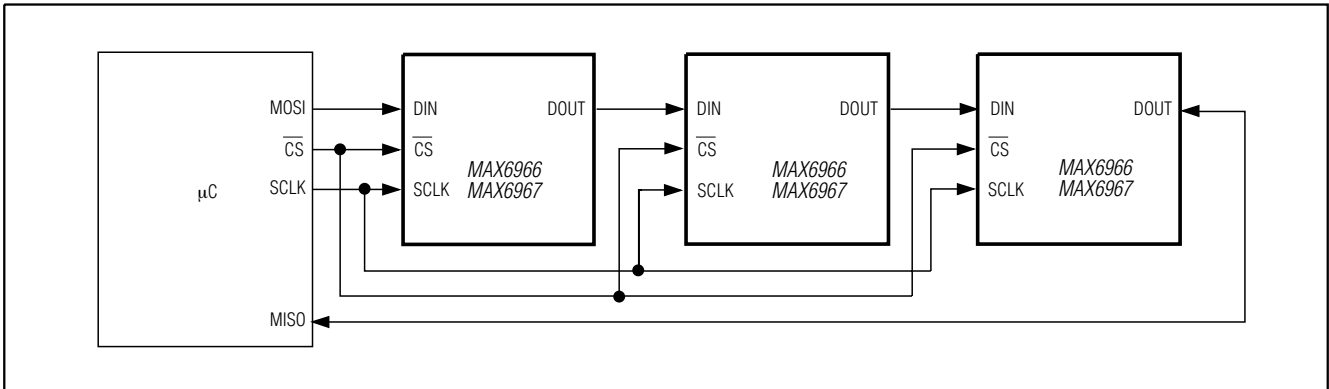 μC
MOSI
CS
SCLK
MISO
DIN
CS
SCLK
DOUT
MAX6966
MAX6967
DIN
CS
SCLK
DOUT
MAX6966
MAX6967
DIN
CS
SCLK
DOUT
MAX6966
MAX6967